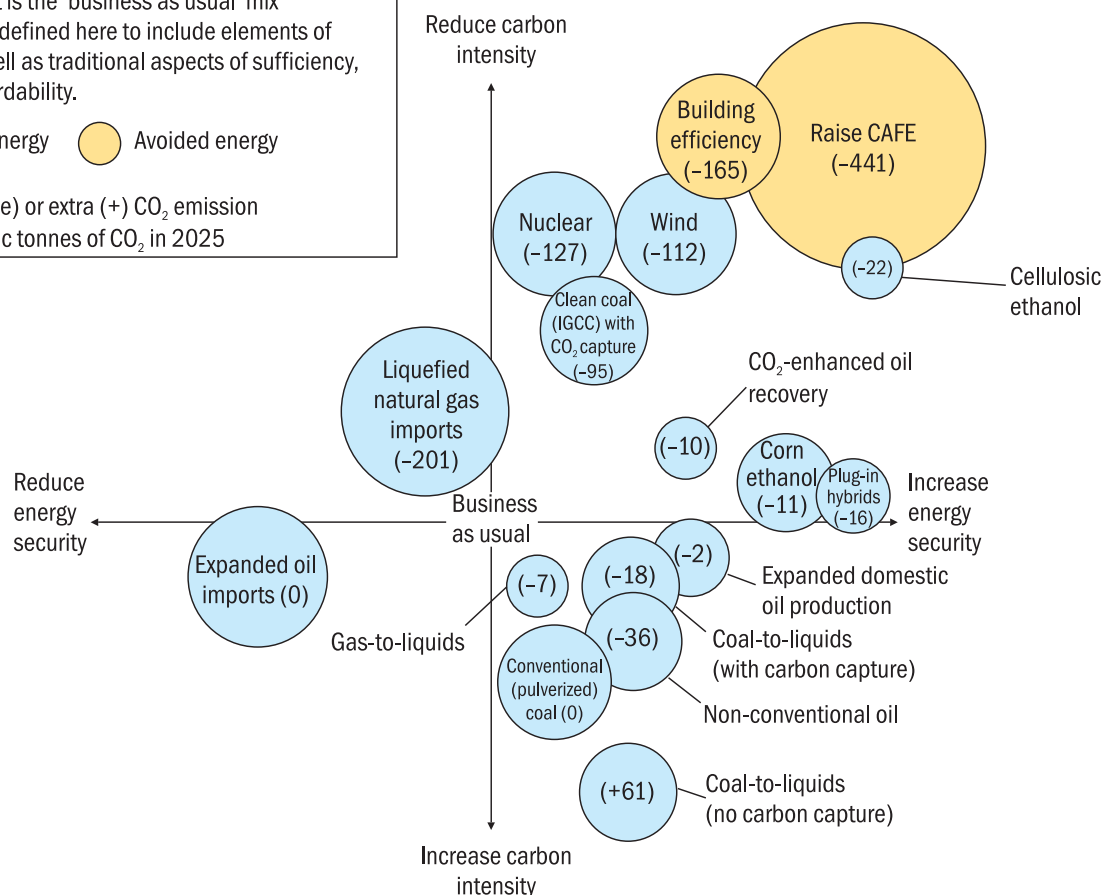 is the ‘business as usual’ mix
defined here to include elements of
ell as traditional aspects of sufficiency,
rdability.
nergy
Avoided energy
e) or extra (+) CO₂ emission
ic tonnes of CO₂ in 2025
Reduce carbon
intensity
Building
efficiency
(–165)
Raise CAFE
(–441)
Nuclear
(–127)
Wind
(–112)
(–22)
Cellulosic
ethanol
Clean coal
(IGCC) with
CO₂ capture
(–95)
Liquefied
natural gas
imports
(–201)
CO₂-enhanced oil
recovery
(–10)
Corn
ethanol
(–11)
Plug-in
hybrids
(–16)
Reduce
energy
security
Business
as usual
Increase
energy
security
Expanded oil
imports (0)
(–7)
Gas-to-liquids
(–18)
(–2)
Expanded domestic
oil production
(–36)
Coal-to-liquids
(with carbon capture)
Conventional
(pulverized)
coal (0)
Non-conventional oil
(+61)
Coal-to-liquids
(no carbon capture)
Increase carbon
intensity